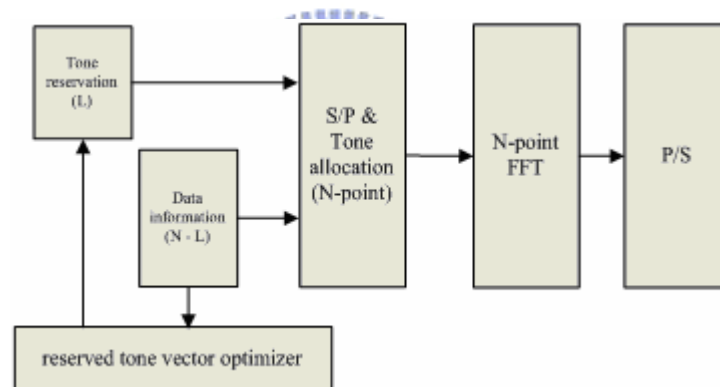 Tone
reservation
(L)
S/P &
Tone
allocation
(N-point)
N-point
FFT
P/S
Data
information
(N - L)
reserved tone vector optimizer